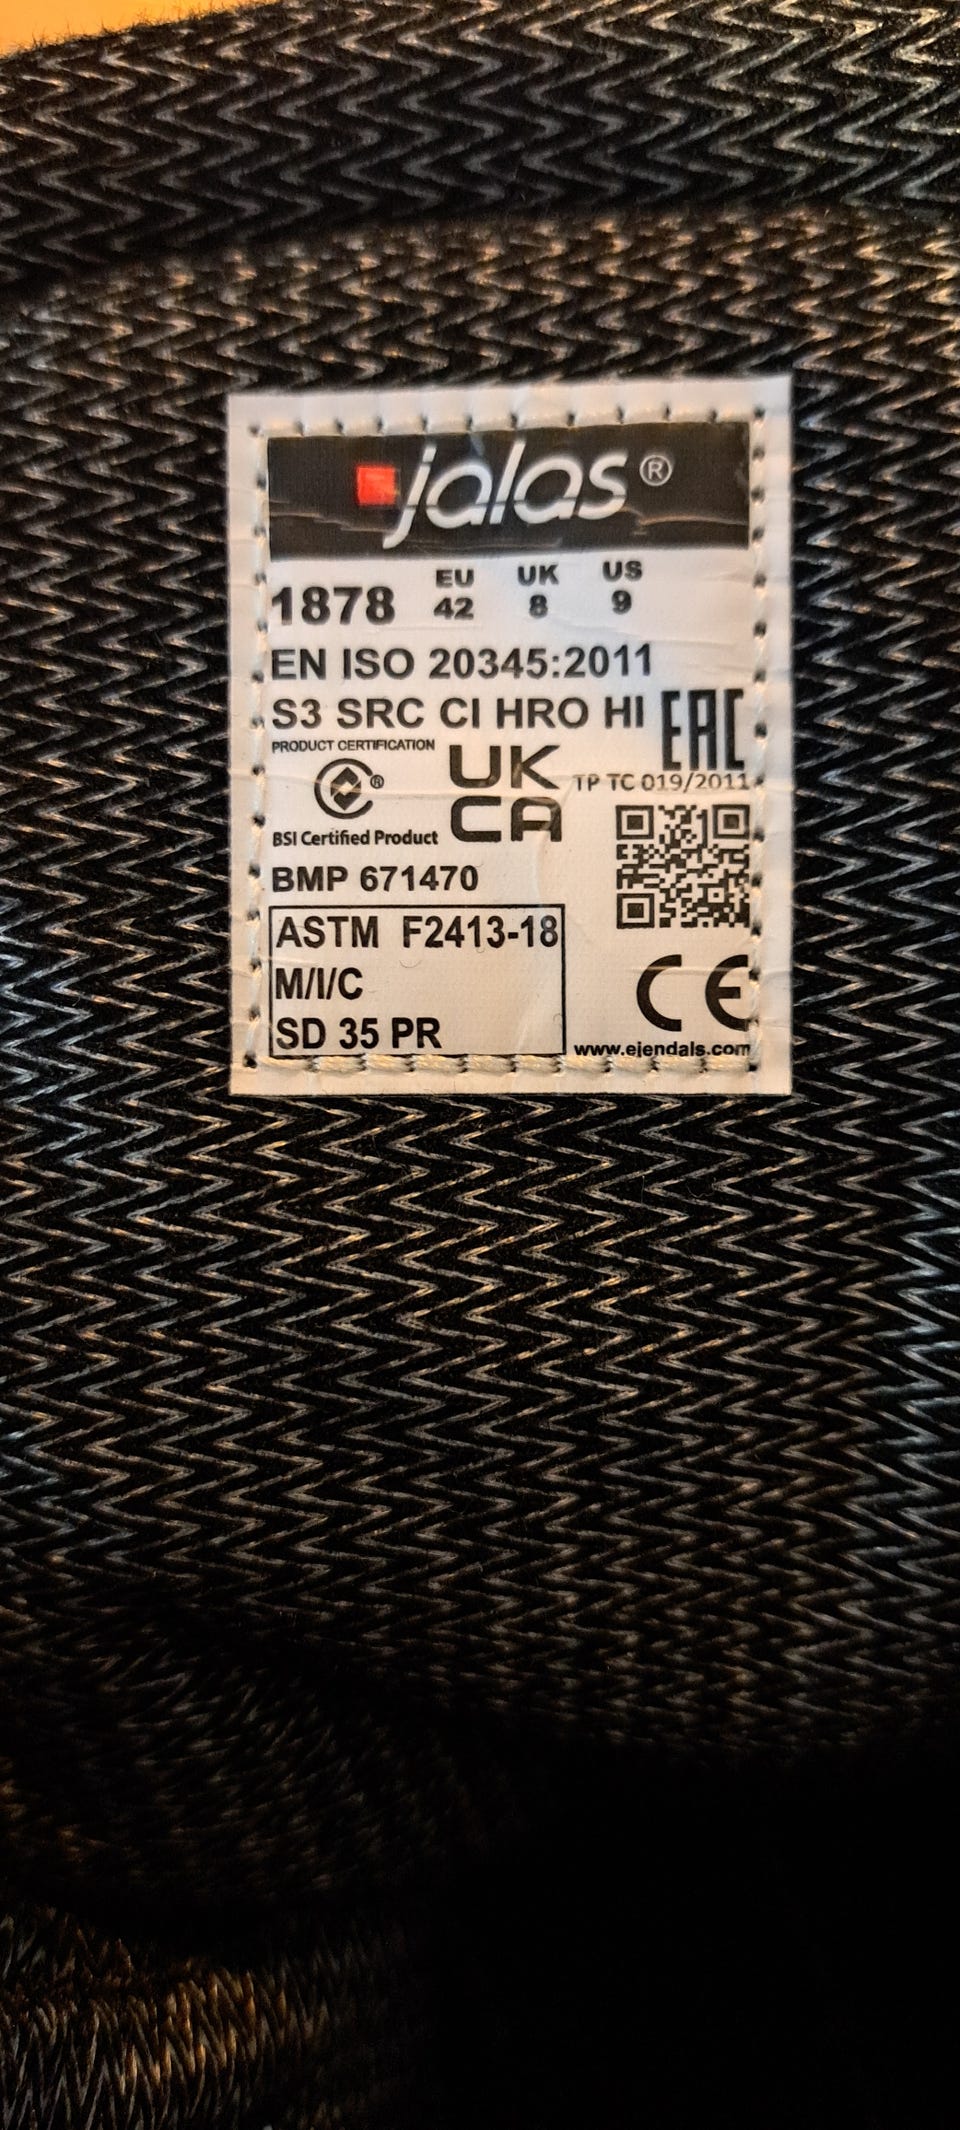 jalas®
EU UK US
1878 42 8 9
EN ISO 20345:2011
S3 SRC CI HRO HI EAC
PRODUCT CERTIFICATION
UK
CA
TP TC 019/2011
®
BSI Certified Product
BMP 671470
ASTM F2413-18
M/I/C
SD 35 PR
CE
www.ejendals.com